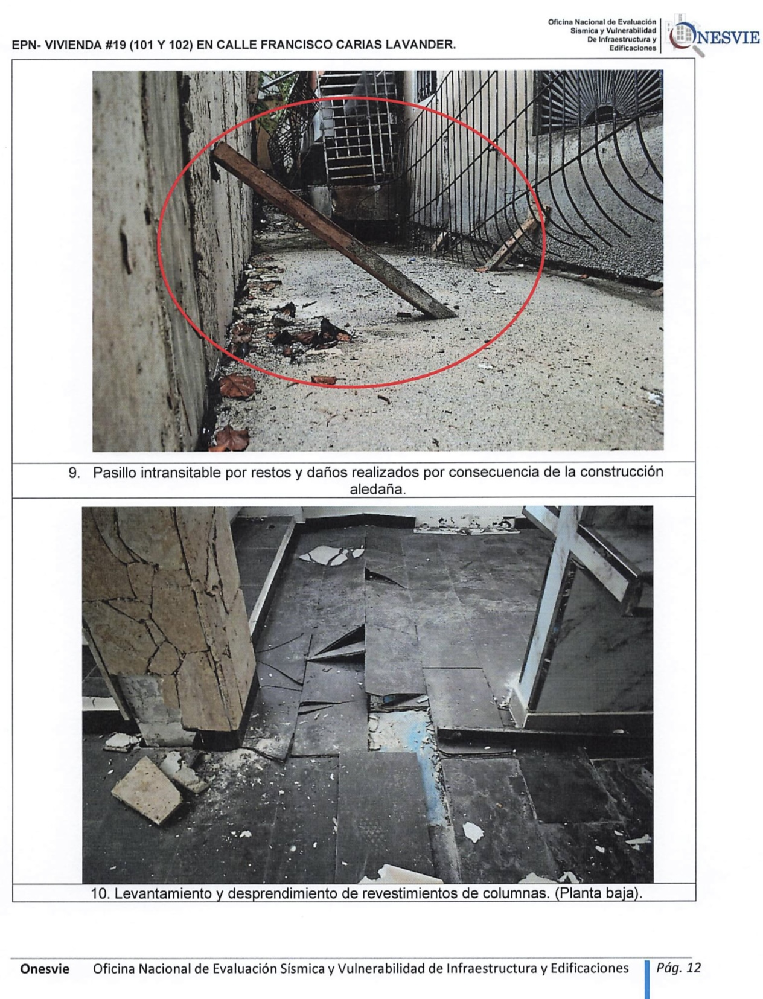 Oficina Nacional de Evaluación
Sismica y Vulnerabilidad
De Infraestructura y
Edificaciones
ONESVIE
EPN- VIVIENDA #19 (101 Y 102) EN CALLE FRANCISCO CARIAS LAVANDER.
9. Pasillo intransitable por restos y daños realizados por consecuencia de la construcción
aledaña.
10. Levantamiento y desprendimiento de revestimientos de columnas. (Planta baja).
Onesvie Oficina Nacional de Evaluación Sísmica y Vulnerabilidad de Infraestructura y Edificaciones Pág. 12